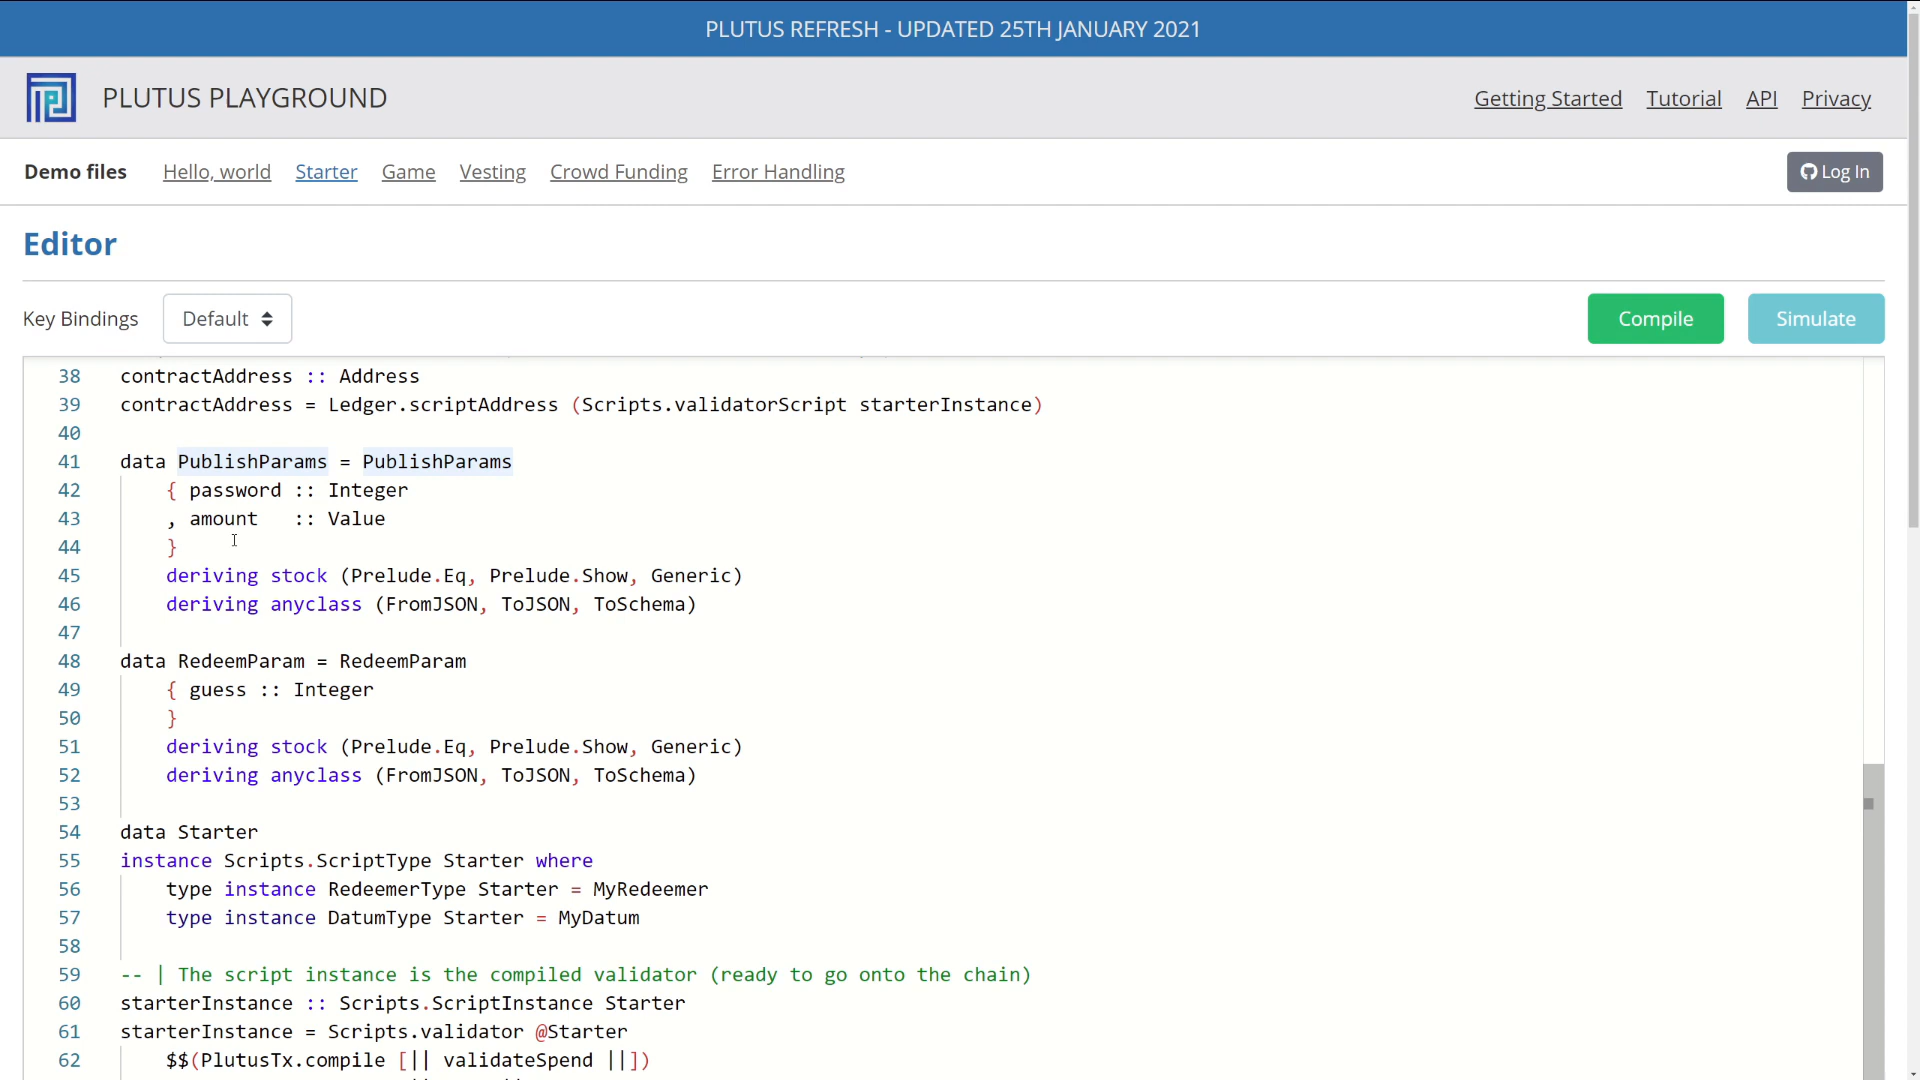 PLUTUS REFRESH - UPDATED 25TH JANUARY 2021
PLUTUS PLAYGROUND
Getting Started Tutorial API Privacy
Demo files Hello, world Starter Game Vesting Crowd Funding Error Handling
Log In
Editor
Key Bindings Default
Compile Simulate
38 contractAddress :: Address
39 contractAddress = Ledger.scriptAddress (Scripts.validatorScript starterInstance)
40
41 data PublishParams = PublishParams
42     { password :: Integer
43     , amount   :: Value
44     }
45     deriving stock (Prelude.Eq, Prelude.Show, Generic)
46     deriving anyclass (FromJSON, ToJSON, ToSchema)
47
48 data RedeemParam = RedeemParam
49     { guess :: Integer
50     }
51     deriving stock (Prelude.Eq, Prelude.Show, Generic)
52     deriving anyclass (FromJSON, ToJSON, ToSchema)
53
54 data Starter
55 instance Scripts.ScriptType Starter where
56     type instance RedeemerType Starter = MyRedeemer
57     type instance DatumType Starter = MyDatum
58
59 -- | The script instance is the compiled validator (ready to go onto the chain)
60 starterInstance :: Scripts.ScriptInstance Starter
61 starterInstance = Scripts.validator @Starter
62     $$(PlutusTx.compile [|| validateSpend ||])